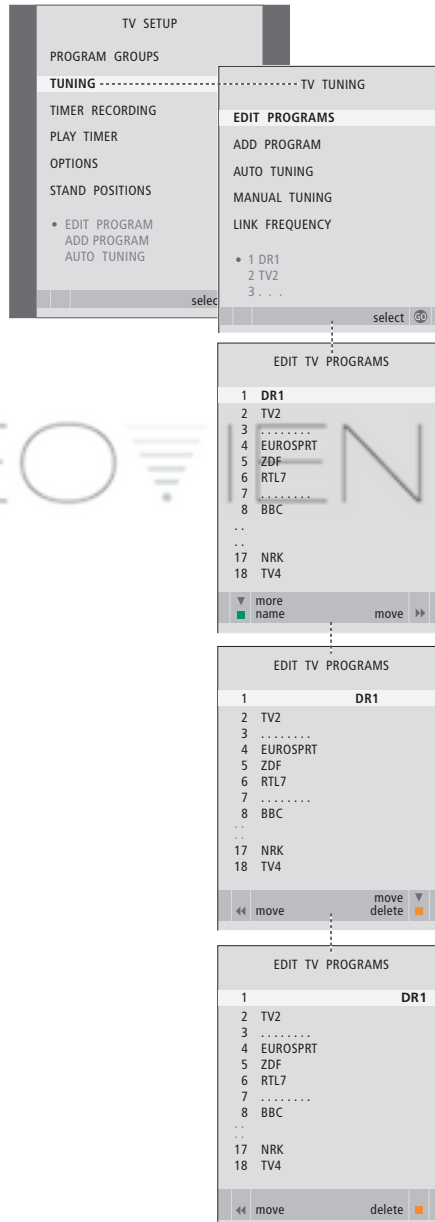 TV SETUP
PROGRAM GROUPS
TUNING
TIMER RECORDING
PLAY TIMER
OPTIONS
STAND POSITIONS
• EDIT PROGRAM
ADD PROGRAM
AUTO TUNING
selec
TV TUNING
EDIT PROGRAMS
ADD PROGRAM
AUTO TUNING
MANUAL TUNING
LINK FREQUENCY
• 1 DR1
2 TV2
3 . . .
select GO
EDIT TV PROGRAMS
1 DR1
2 TV2
3 ........
4 EUROSPRT
5 ZDF
6 RTL7
7 ........
8 BBC
. .
. .
17 NRK
18 TV4
▼ more
name move ▶▶
EDIT TV PROGRAMS
1 DR1
2 TV2
3 ........
4 EUROSPRT
5 ZDF
6 RTL7
7 ........
8 BBC
. .
. .
17 NRK
18 TV4
move ▼
◀◀ move delete
EDIT TV PROGRAMS
1 DR1
2 TV2
3 ........
4 EUROSPRT
5 ZDF
6 RTL7
7 ........
8 BBC
. .
. .
17 NRK
18 TV4
◀◀ move delete